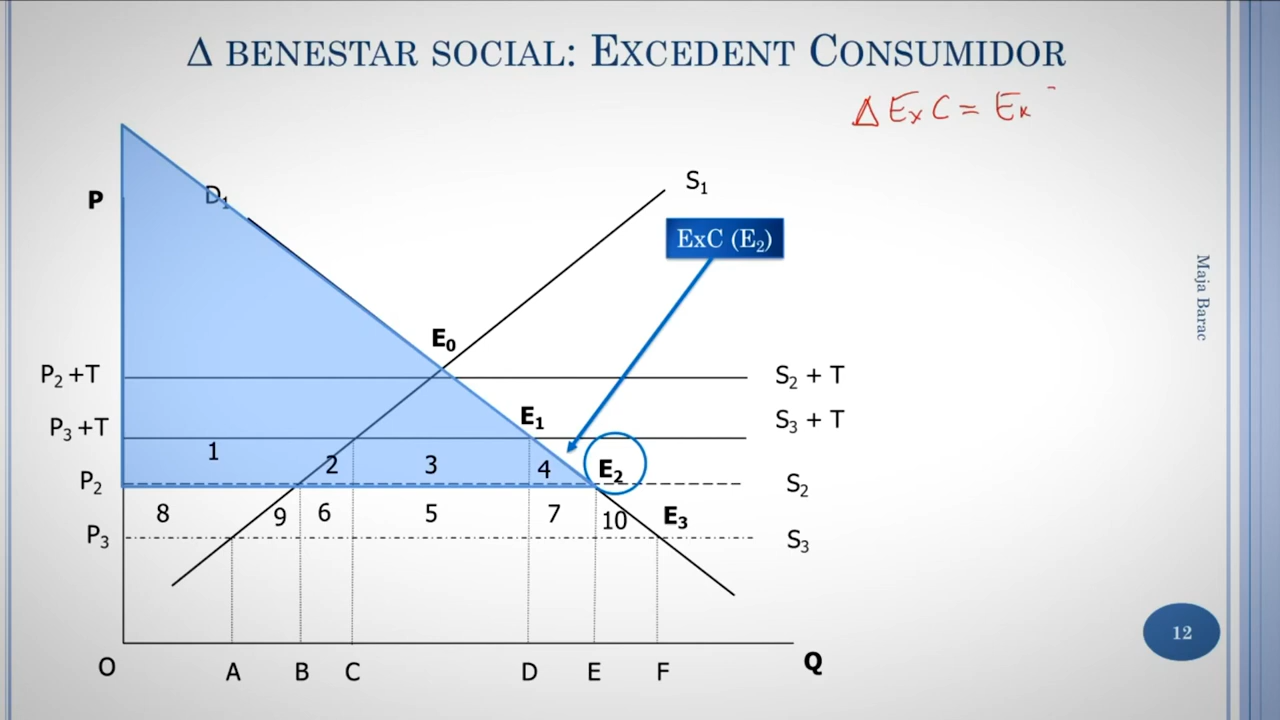 Δ BENESTAR SOCIAL: EXCEDENT CONSUMIDOR
Δ ExC = Ex
P
D₁
S₁
ExC (E₂)
E₀
P₂ +T
S₂ + T
E₁
S₃ + T
P₃ +T
1
2
3
4
E₂
P₂
S₂
8
9
6
5
7
10
E₃
P₃
S₃
O
A
B
C
D
E
F
Q
Maja Barac
12